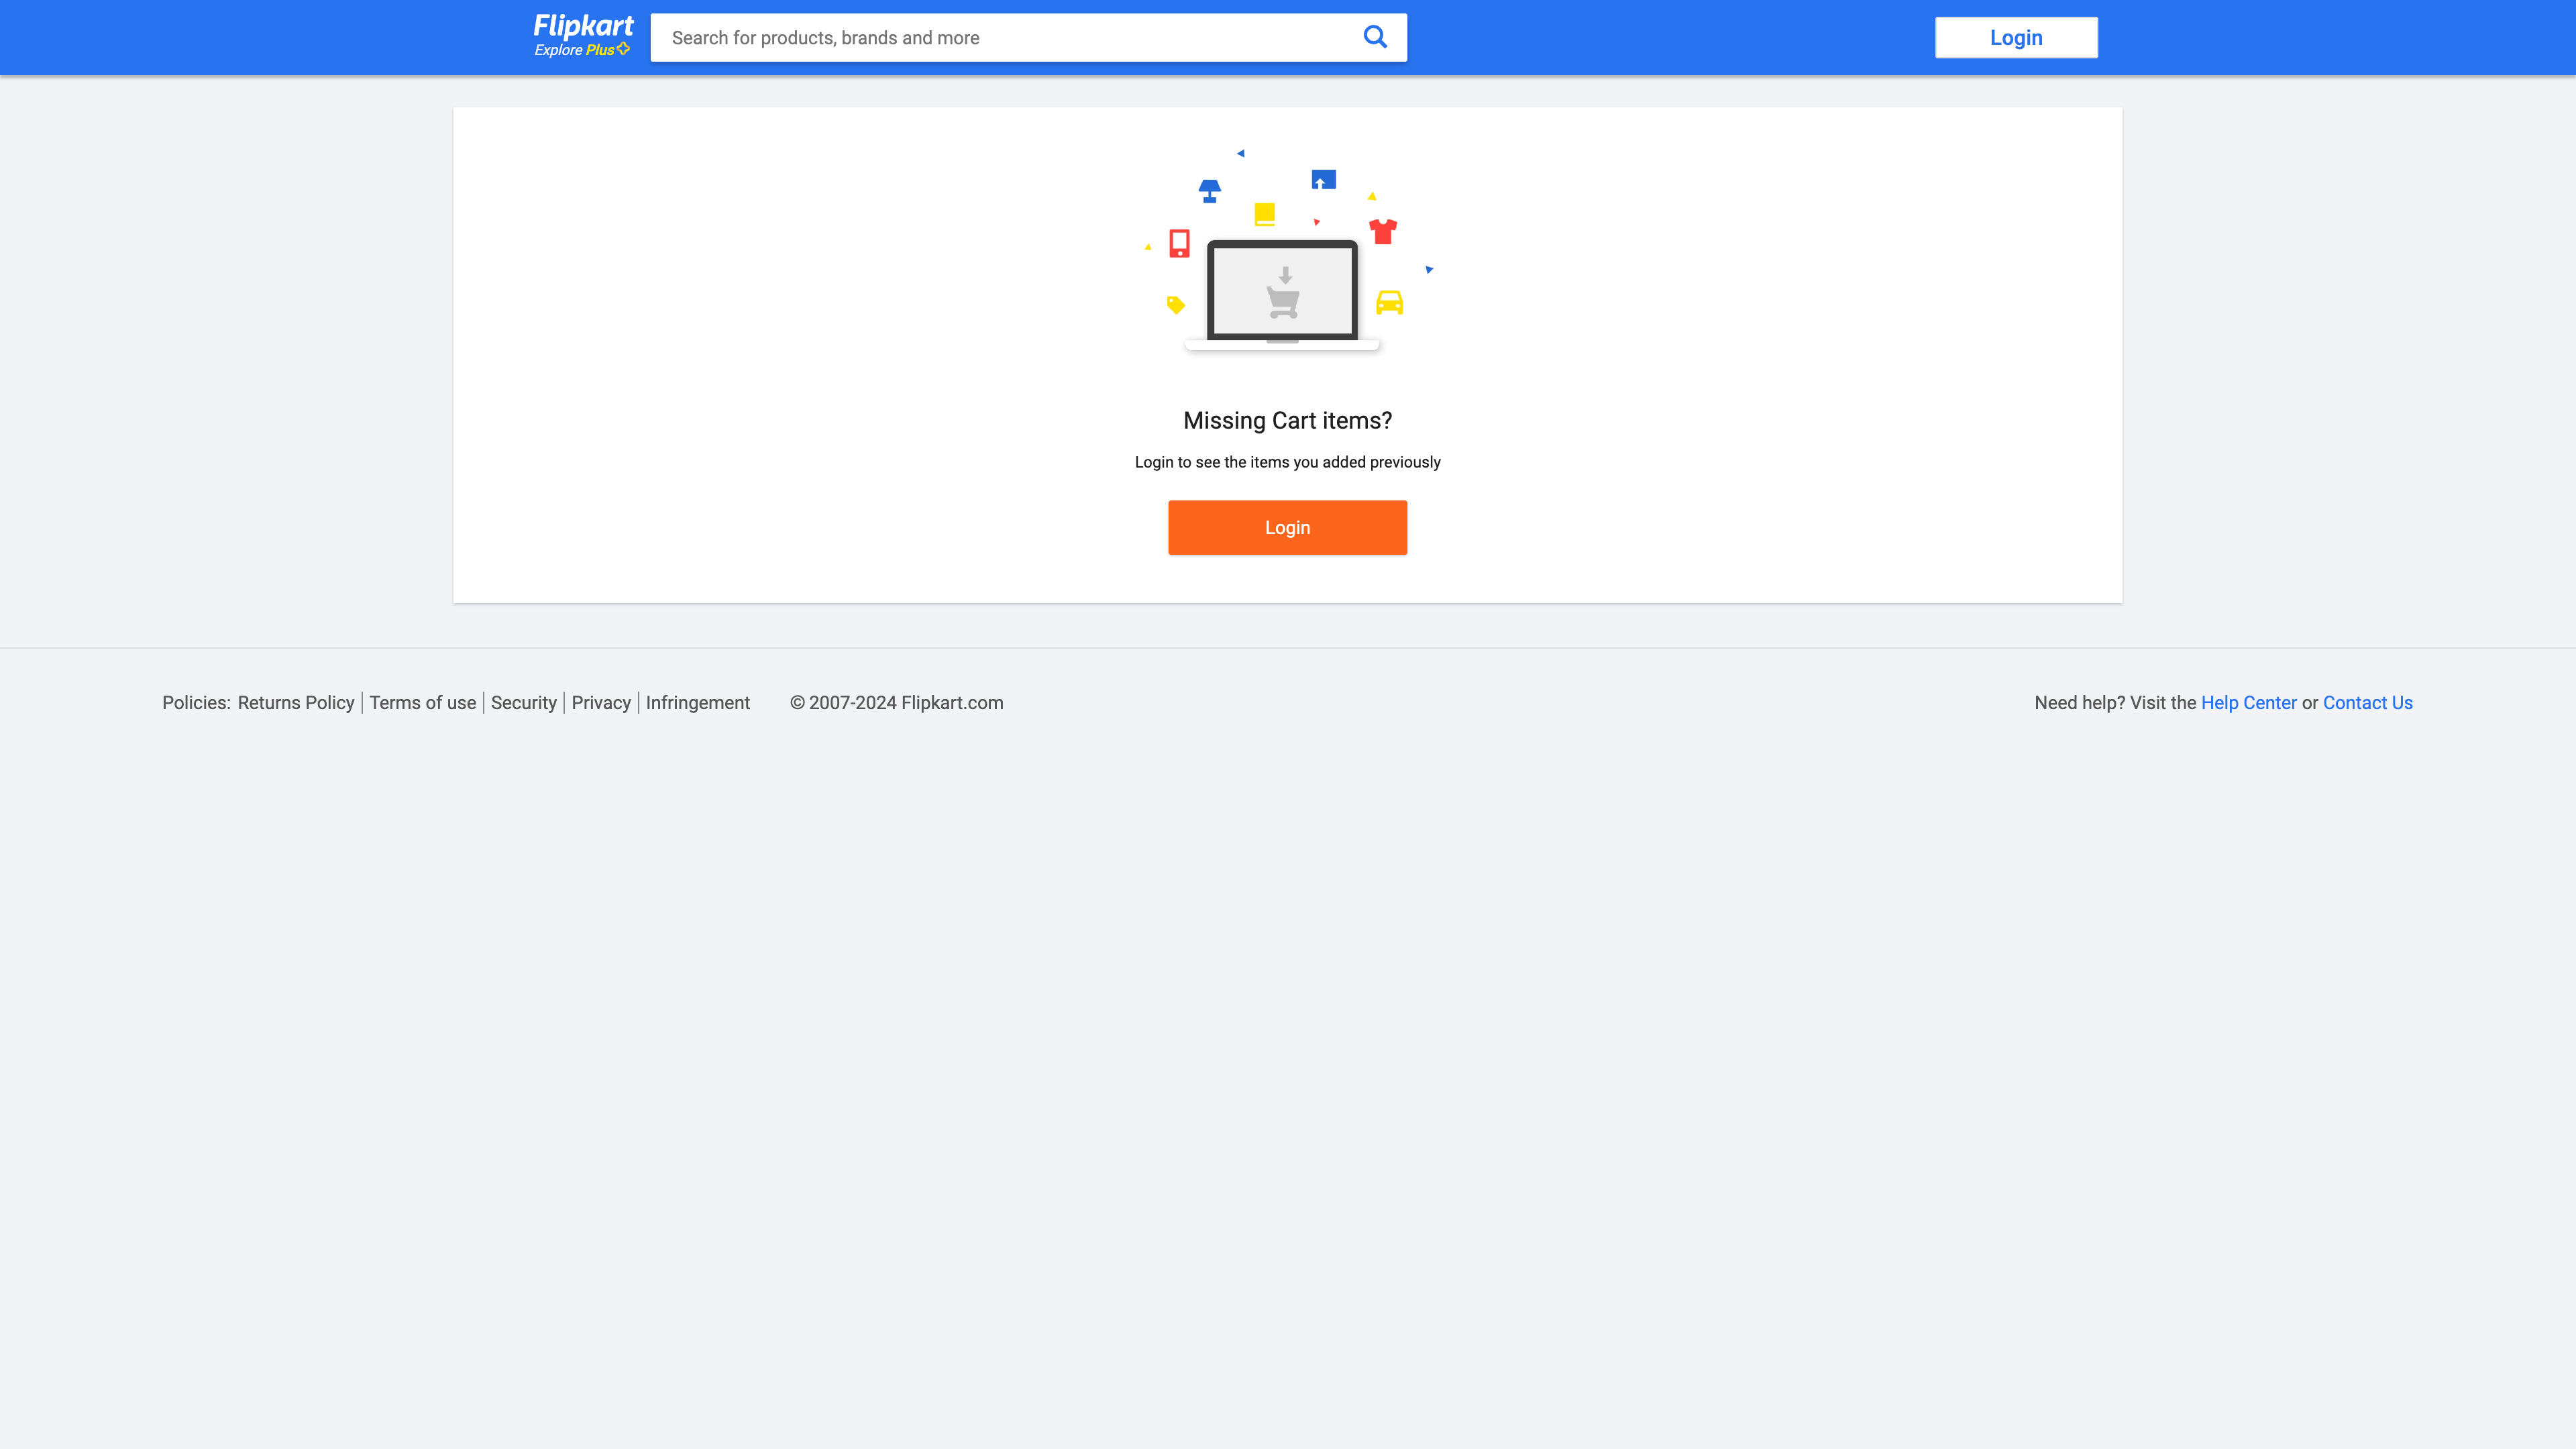 Flipkart
Explore Plus
Search for products, brands and more
Login
Missing Cart items?
Login to see the items you added previously
Login
Policies: Returns Policy | Terms of use | Security | Privacy | Infringement © 2007-2024 Flipkart.com
Need help? Visit the Help Center or Contact Us